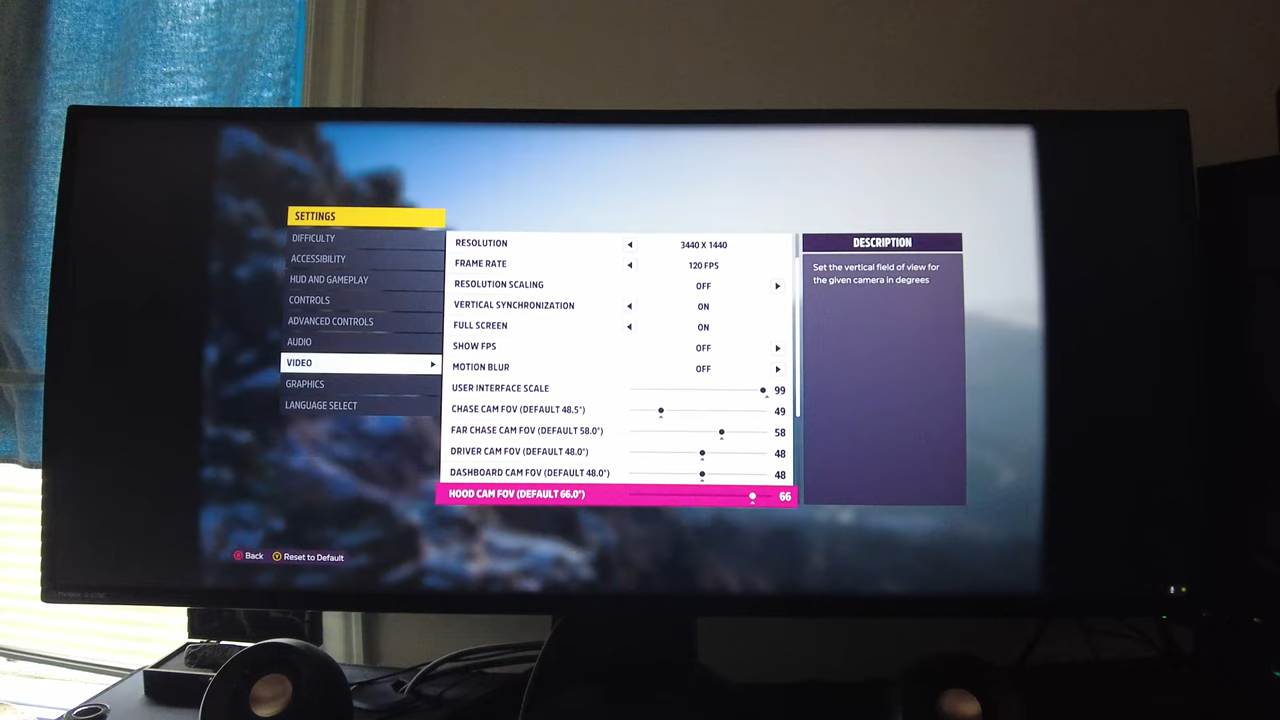 SETTINGS
DIFFICULTY
ACCESSIBILITY
HUD AND GAMEPLAY
CONTROLS
ADVANCED CONTROLS
AUDIO
VIDEO
GRAPHICS
LANGUAGE SELECT
RESOLUTION 3440 X 1440
FRAME RATE 120 FPS
RESOLUTION SCALING OFF
VERTICAL SYNCHRONIZATION ON
FULL SCREEN ON
SHOW FPS OFF
MOTION BLUR OFF
USER INTERFACE SCALE 99
CHASE CAM FOV (DEFAULT 48.5°) 49
FAR CHASE CAM FOV (DEFAULT 58.0°) 58
DRIVER CAM FOV (DEFAULT 48.0°) 48
DASHBOARD CAM FOV (DEFAULT 48.0°) 48
HOOD CAM FOV (DEFAULT 66.0°) 66
DESCRIPTION
Set the vertical field of view for
the given camera in degrees
Back Y Reset to Default